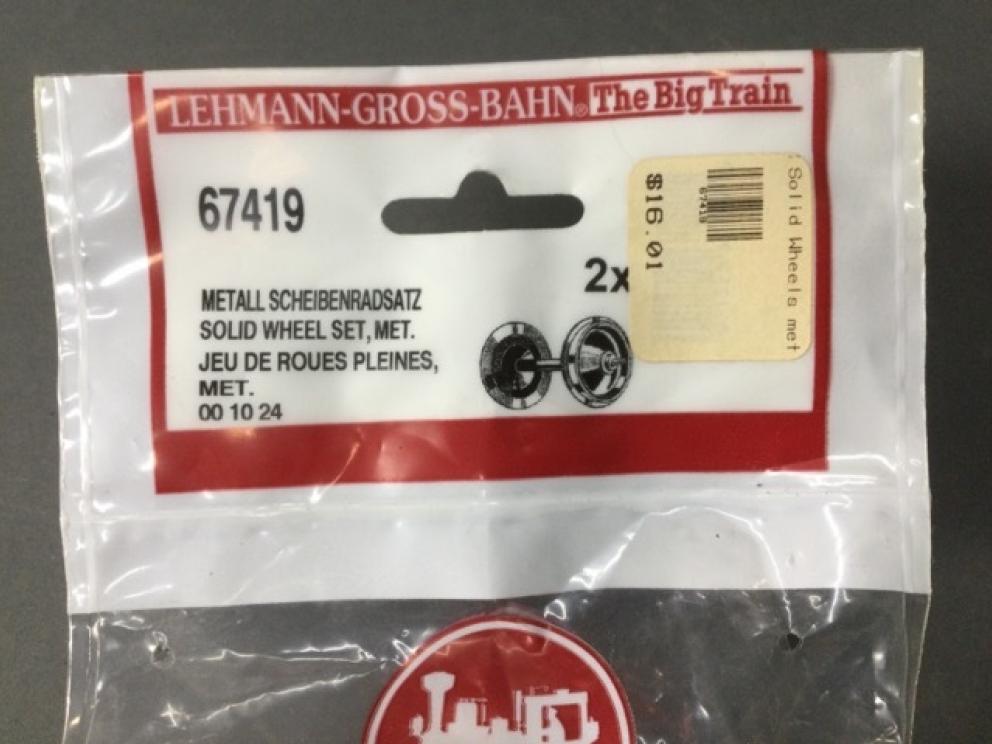 LEHMANN-GROSS-BAHN® The Big Train
67419
2x
METALL SCHEIBENRADSATZ
SOLID WHEEL SET, MET.
JEU DE ROUES PLEINES,
MET.
00 10 24
Solid Wheels met
67419
$16.01